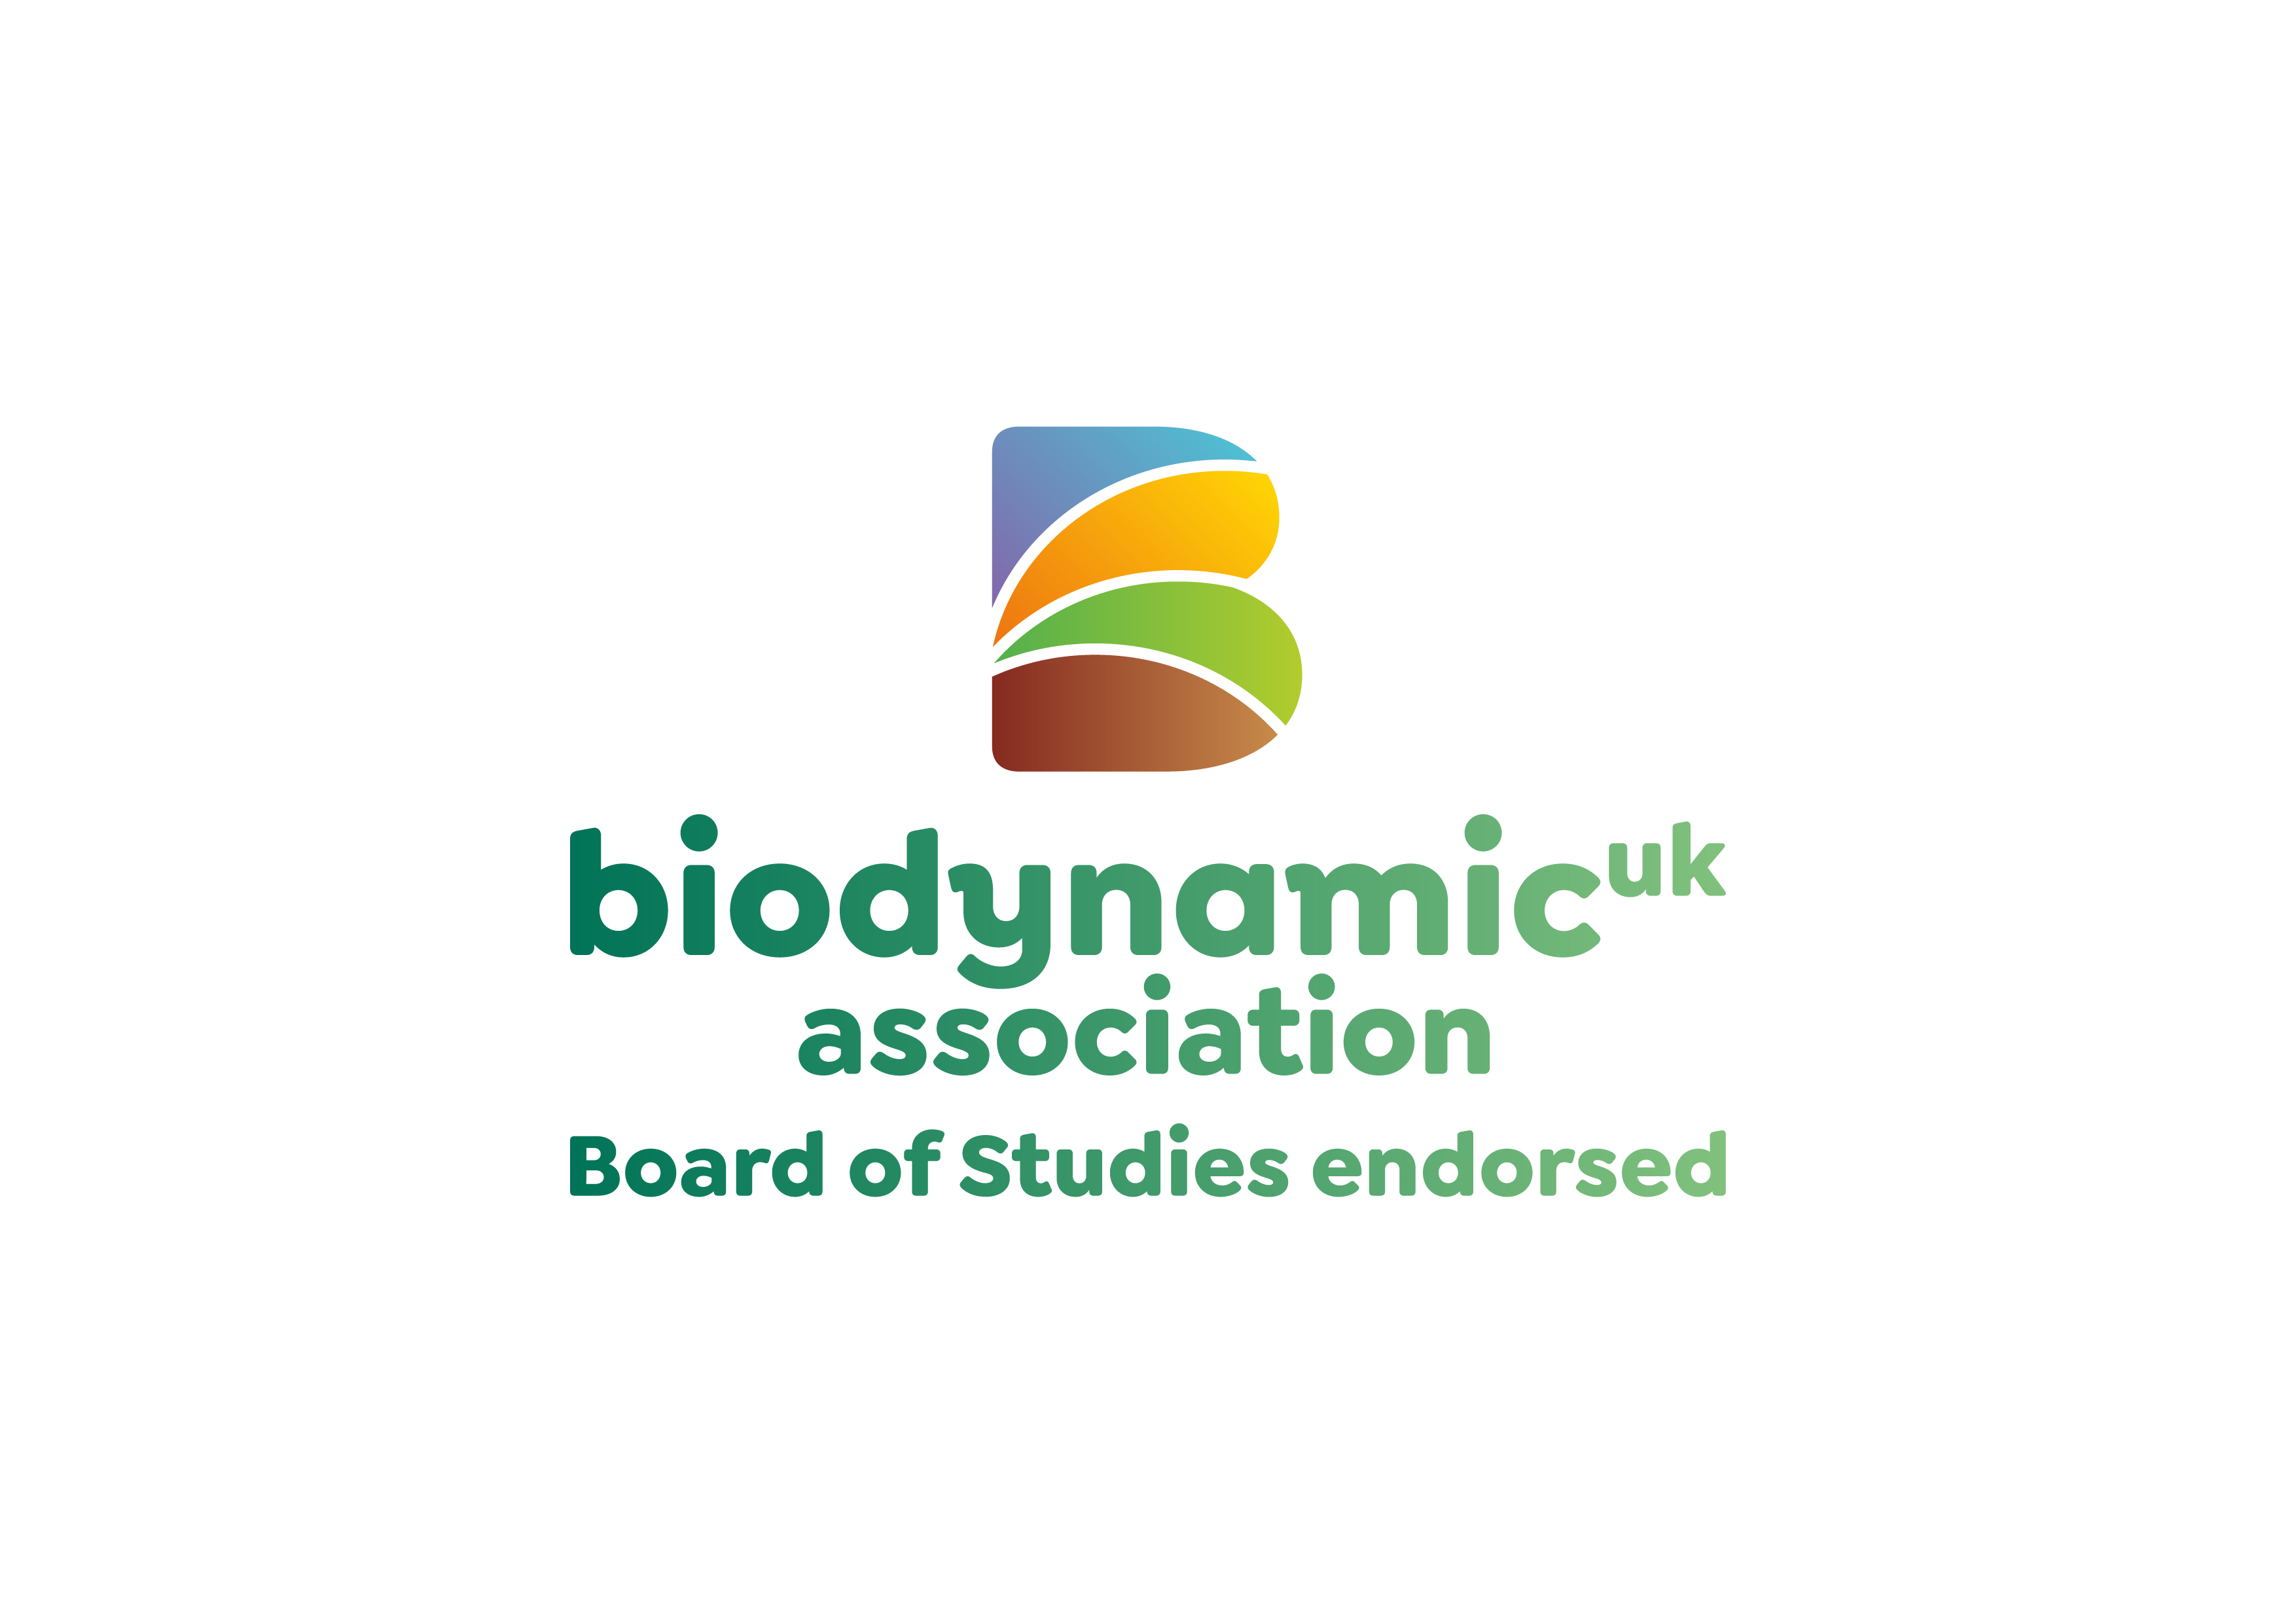 biodynamic uk
association
Board of Studies endorsed